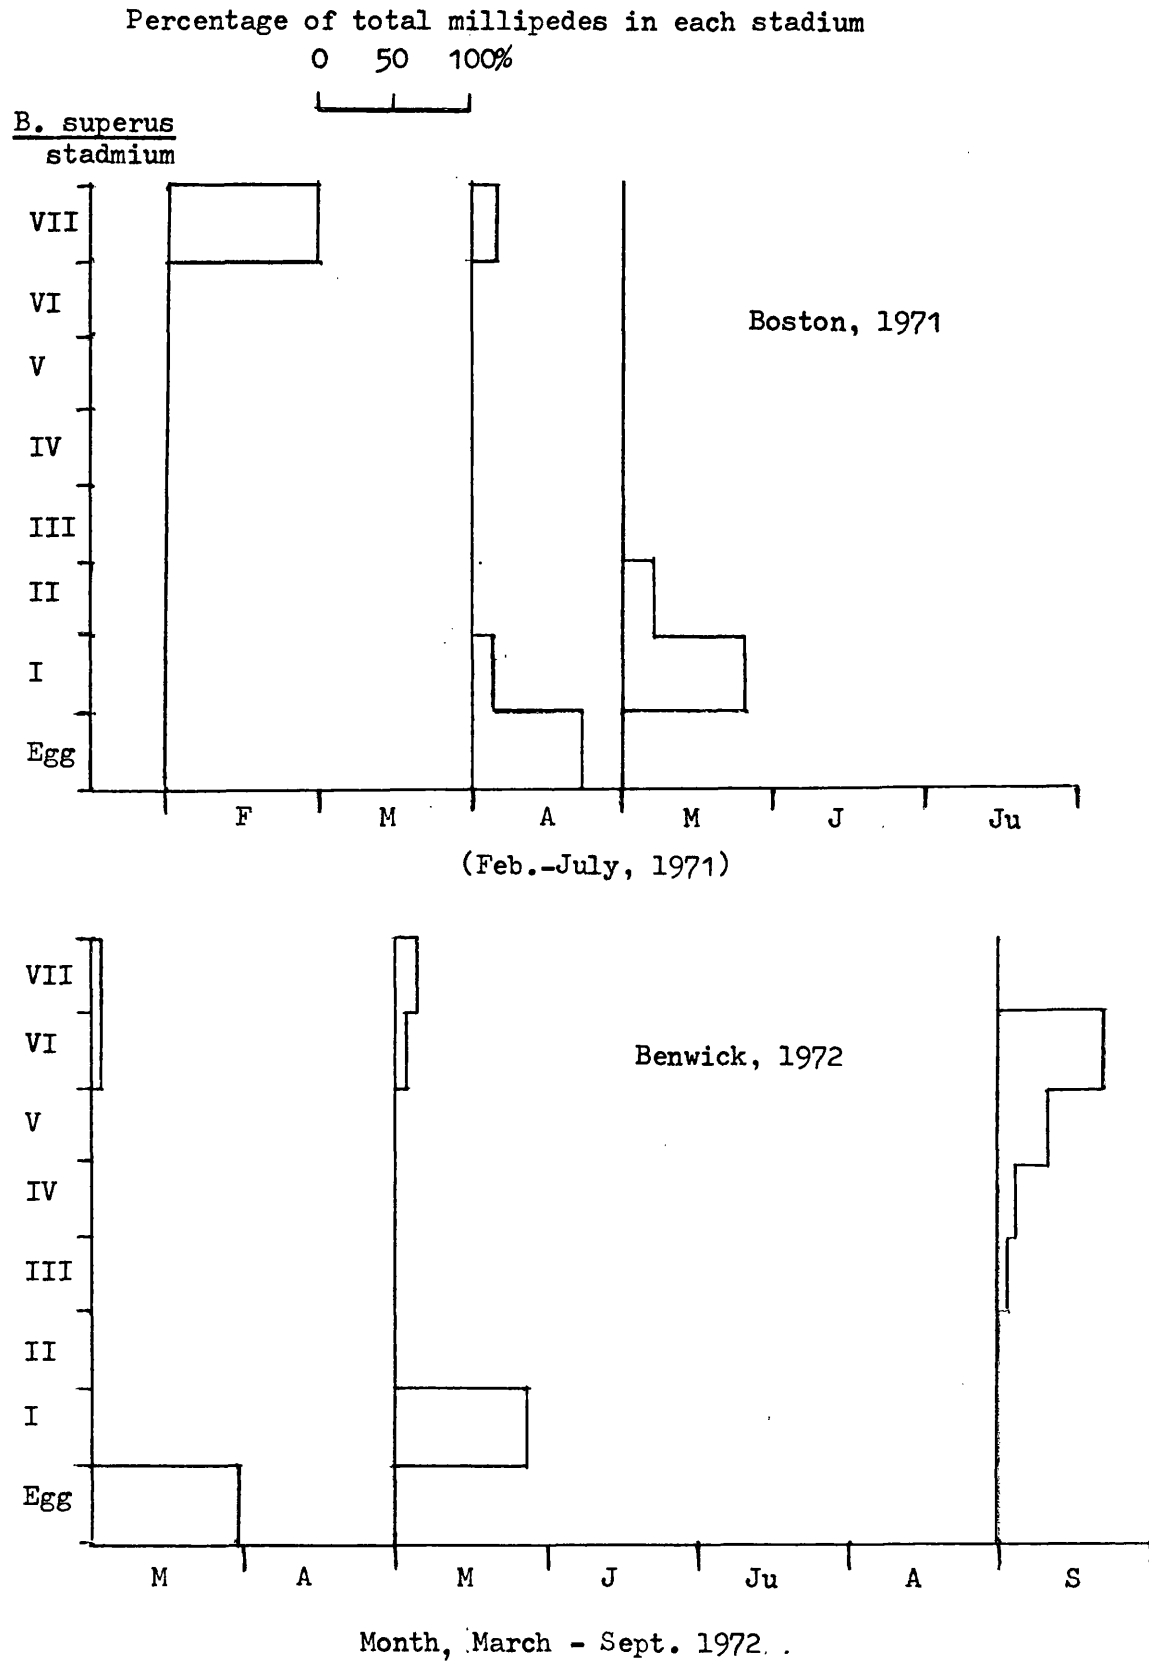 Percentage of total millipedes in each stadium
0 50 100%
B. superus
stadmium
VII
VI
V
IV
III
II
I
Egg
Boston, 1971
F M A M J Ju
(Feb.-July, 1971)
VII
VI
V
IV
III
II
I
Egg
Benwick, 1972
M A M J Ju A S
Month, March - Sept. 1972